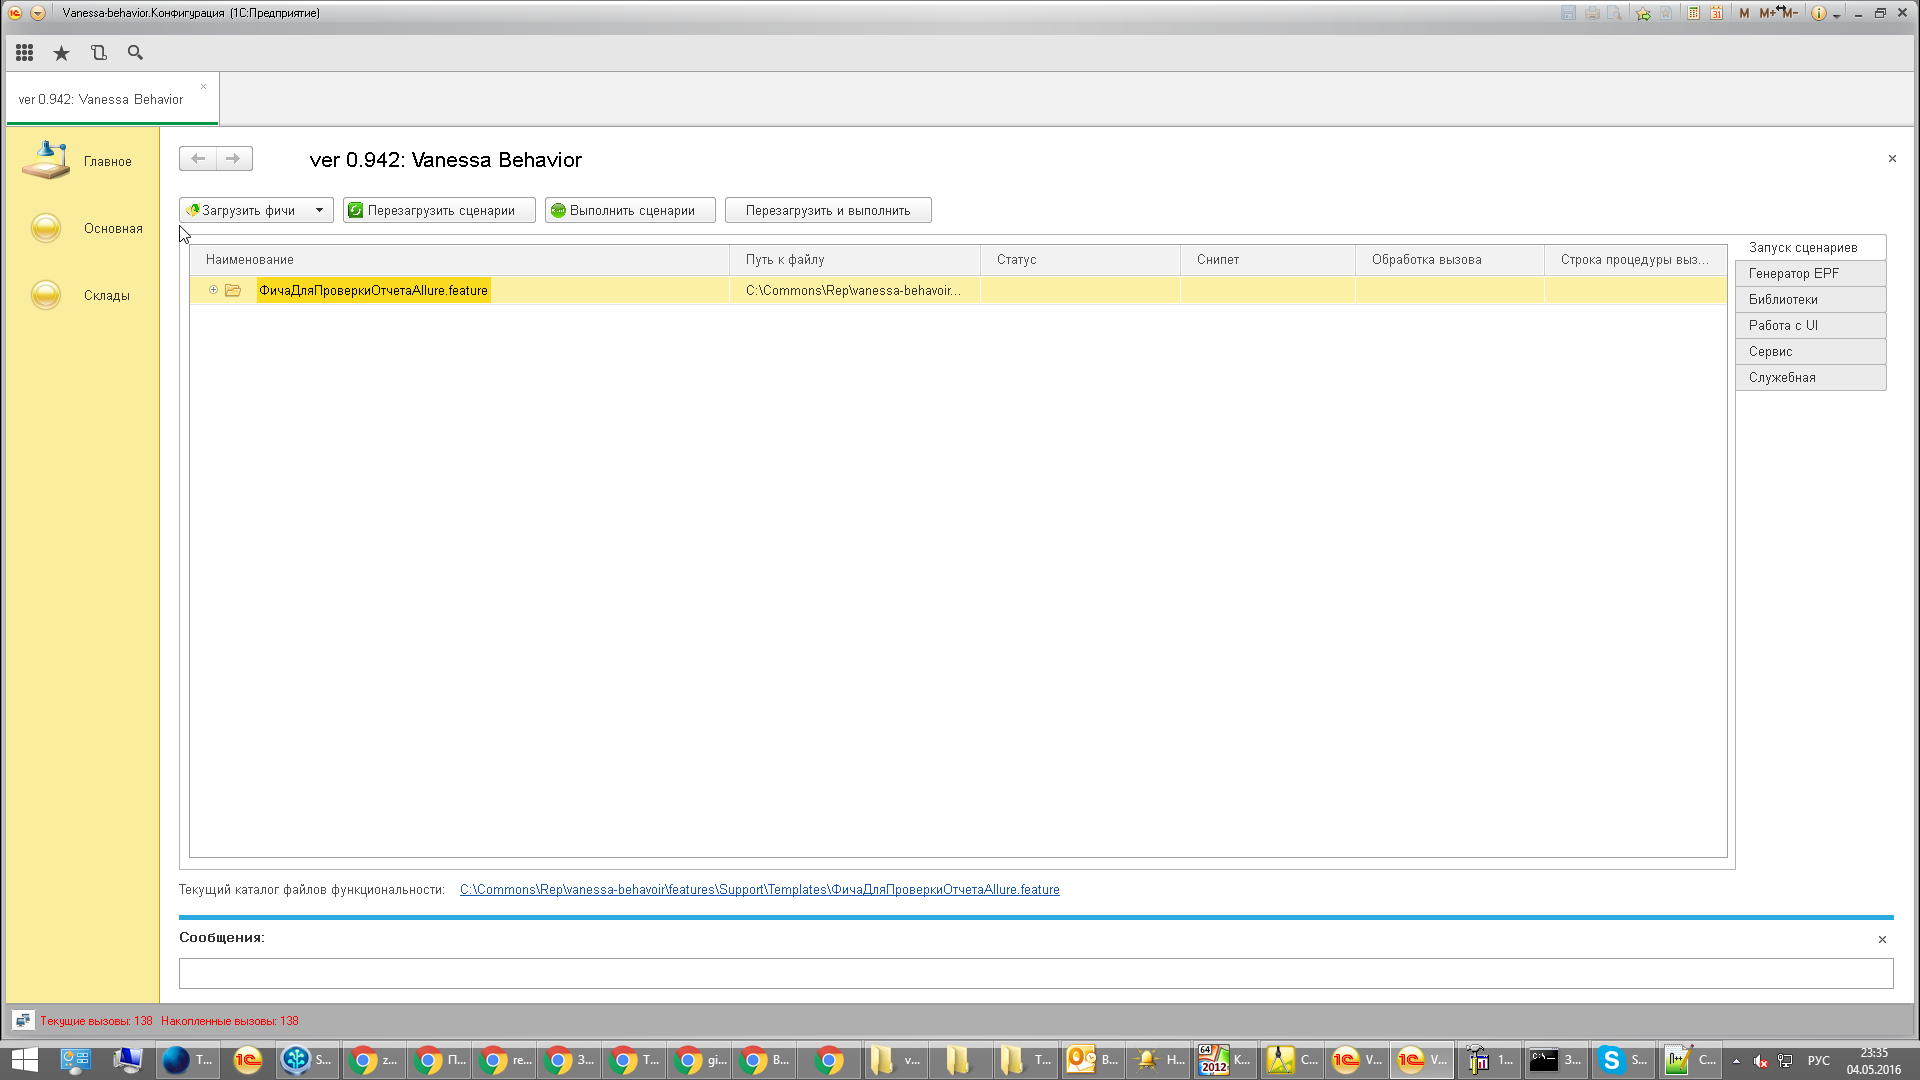 Vanessa-behavior.Конфигурация (1С:Предприятие)
31
M M+ M-
ver 0.942: Vanessa Behavior
Главное
Основная
Склады
ver 0.942: Vanessa Behavior
Загрузить фичи
Перезагрузить сценарии
Выполнить сценарии
Перезагрузить и выполнить
Наименование Путь к файлу Статус Снипет Обработка вызова Строка процедуры выз...
ФичаДляПроверкиОтчетаAllure.feature C:\Commons\Rep\vanessa-behavoir...
Запуск сценариев
Генератор EPF
Библиотеки
Работа с UI
Сервис
Служебная
Текущий каталог файлов функциональности: C:\Commons\Rep\vanessa-behavoir\features\Support\Templates\ФичаДляПроверкиОтчетаAllure.feature
Сообщения:
Текущие вызовы: 138 Накопленные вызовы: 138
T... S... z... П... re... З... T... gi... B... v... T... В... Н... 64 2012 К... С... V... V... 1... З... S... С... РУС
23:35
04.05.2016